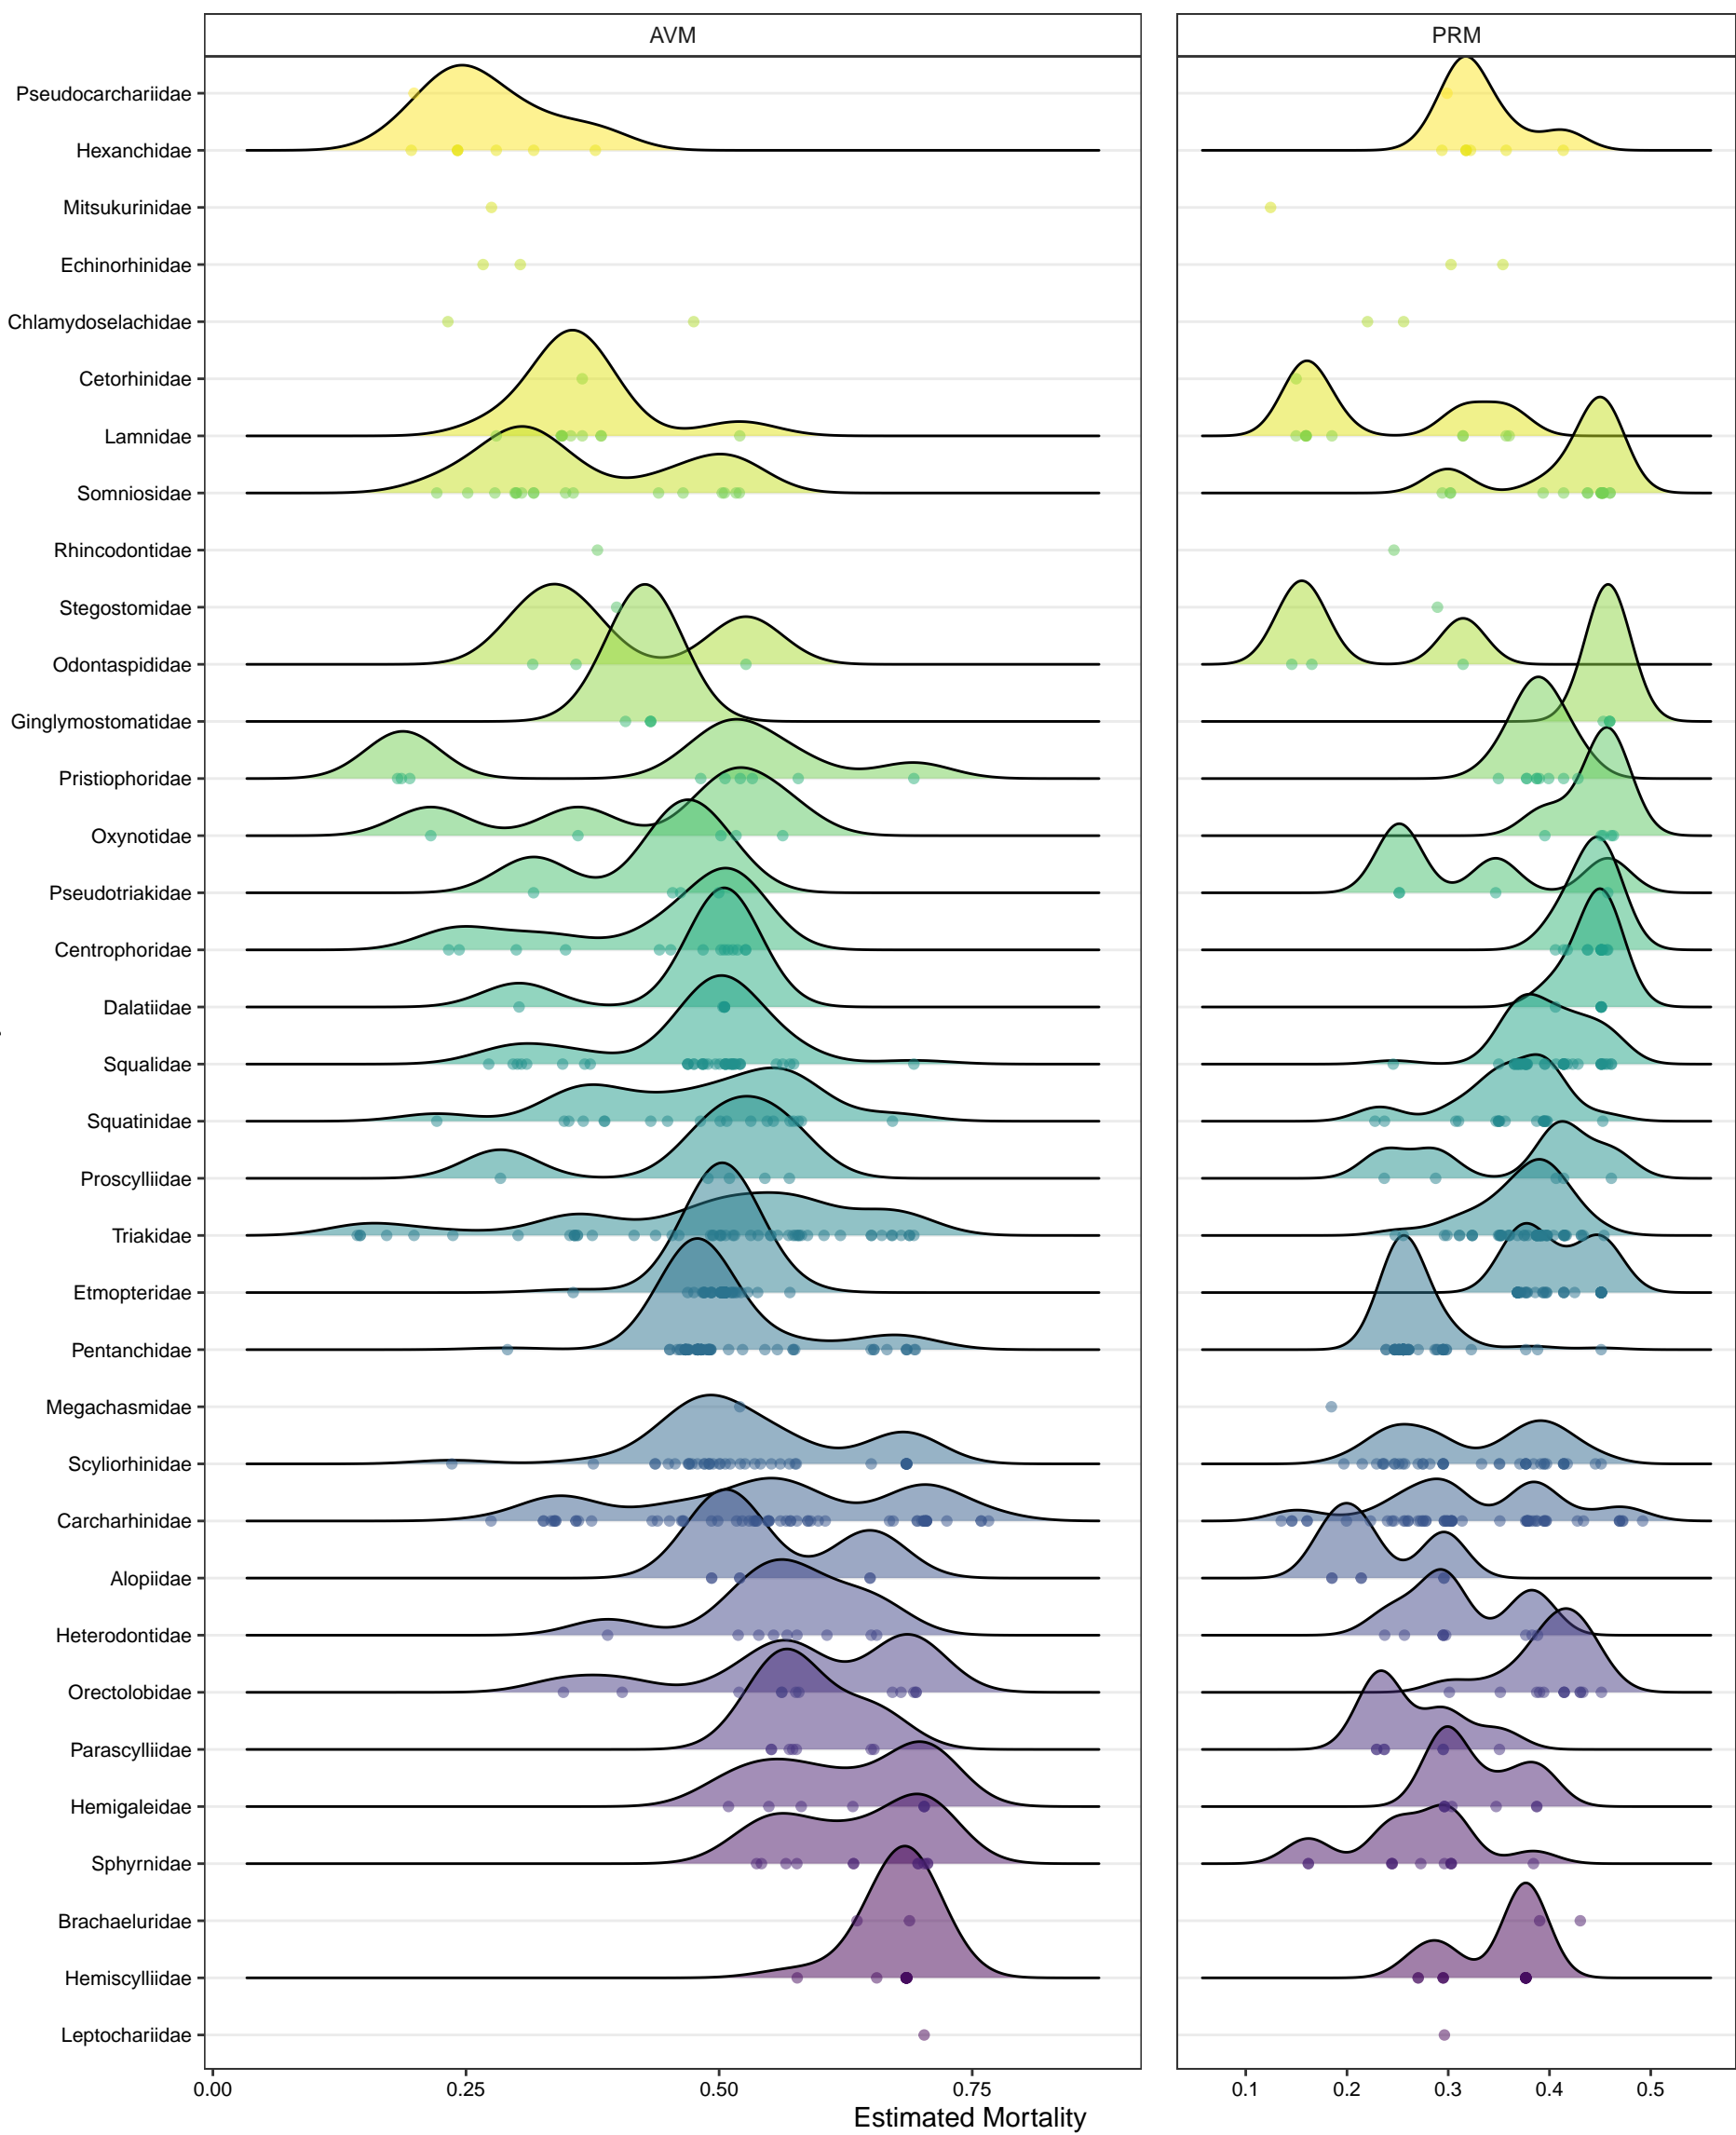 AVM PRM
Pseudocarchariidae
Hexanchidae
Mitsukurinidae
Echinorhinidae
Chlamydoselachidae
Cetorhinidae
Lamnidae
Somniosidae
Rhincodontidae
Stegostomidae
Odontaspididae
Ginglymostomatidae
Pristiophoridae
Oxynotidae
Pseudotriakidae
Centrophoridae
Dalatiidae
Squalidae
Squatinidae
Proscylliidae
Triakidae
Etmopteridae
Pentanchidae
Megachasmidae
Scyliorhinidae
Carcharhinidae
Alopiidae
Heterodontidae
Orectolobidae
Parascylliidae
Hemigaleidae
Sphyrnidae
Brachaeluridae
Hemiscylliidae
Leptochariidae
0.00 0.25 0.50 0.75 0.1 0.2 0.3 0.4 0.5
Estimated Mortality